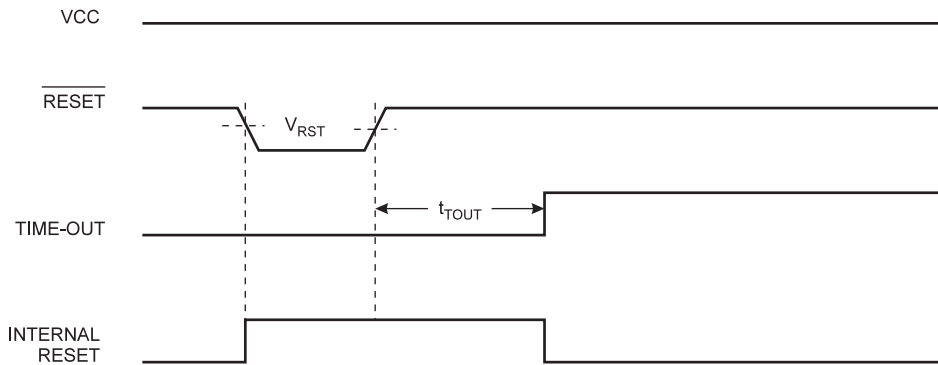 VCC
RESET
V_RST
t_TOUT
TIME-OUT
INTERNAL
RESET